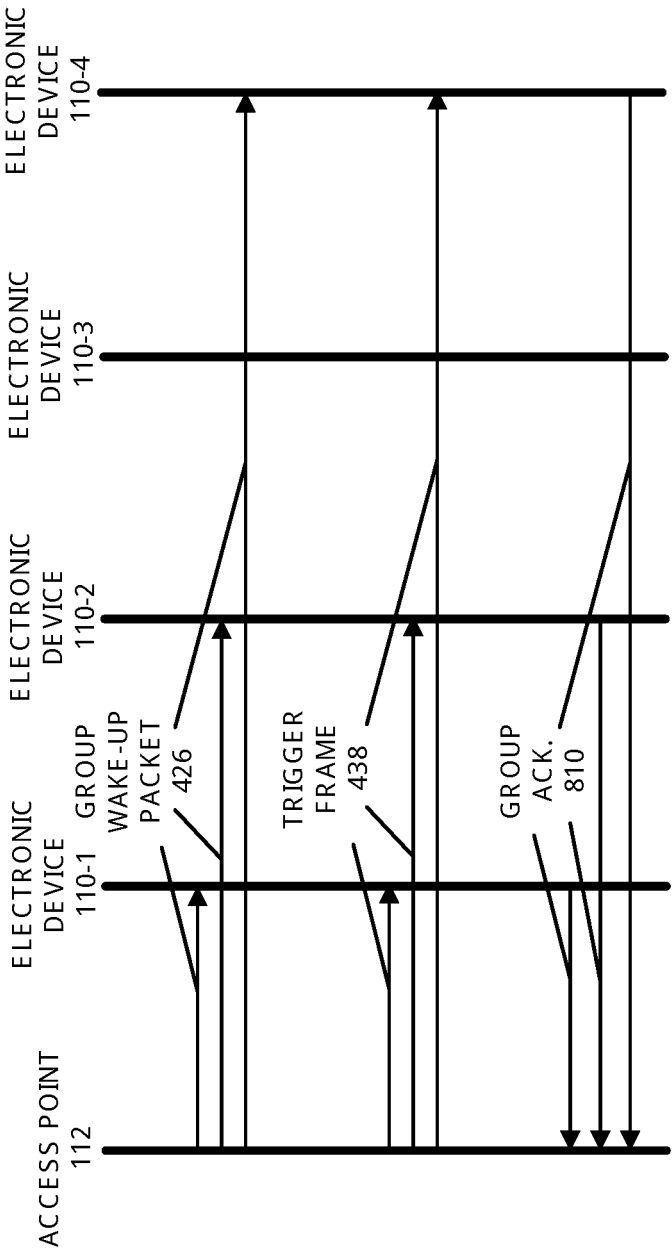 ACCESS POINT
112
ELECTRONIC
DEVICE
110-1
ELECTRONIC
DEVICE
110-2
ELECTRONIC
DEVICE
110-3
ELECTRONIC
DEVICE
110-4
GROUP
WAKE-UP
PACKET
426
TRIGGER
FRAME
438
GROUP
ACK.
810